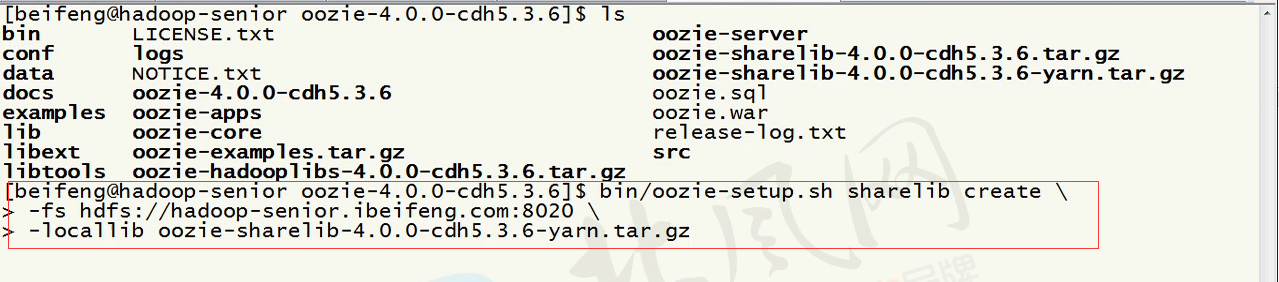 [beifeng@hadoop-senior oozie-4.0.0-cdh5.3.6]$ ls
bin LICENSE.txt oozie-server
conf logs oozie-sharelib-4.0.0-cdh5.3.6.tar.gz
data NOTICE.txt oozie-sharelib-4.0.0-cdh5.3.6-yarn.tar.gz
docs oozie-4.0.0-cdh5.3.6 oozie.sql
examples oozie-apps oozie.war
lib oozie-core release-log.txt
libext oozie-examples.tar.gz src
libtools oozie-hadooplibs-4.0.0-cdh5.3.6.tar.gz
[beifeng@hadoop-senior oozie-4.0.0-cdh5.3.6]$ bin/oozie-setup.sh sharelib create \
> -fs hdfs://hadoop-senior.ibeifeng.com:8020 \
> -locallib oozie-sharelib-4.0.0-cdh5.3.6-yarn.tar.gz
北风网